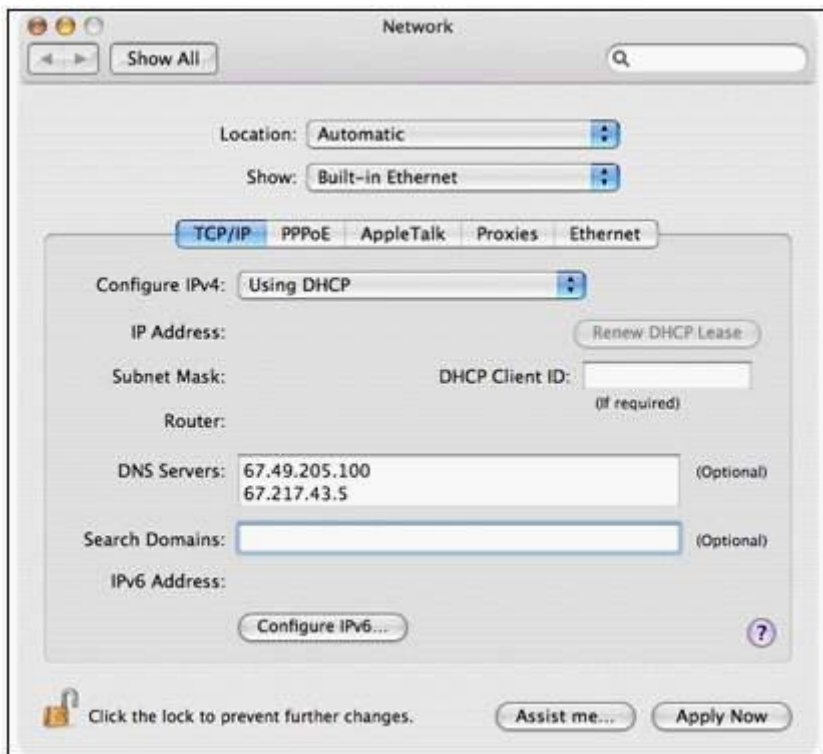 Network
Show All
Location: Automatic
Show: Built-in Ethernet
TCP/IP PPPoE AppleTalk Proxies Ethernet
Configure IPv4: Using DHCP
IP Address: Renew DHCP Lease
Subnet Mask: DHCP Client ID:
(If required)
Router:
DNS Servers: 67.49.205.100 (Optional)
67.217.43.5
Search Domains: (Optional)
IPv6 Address:
Configure IPv6...
?
Click the lock to prevent further changes. Assist me... Apply Now